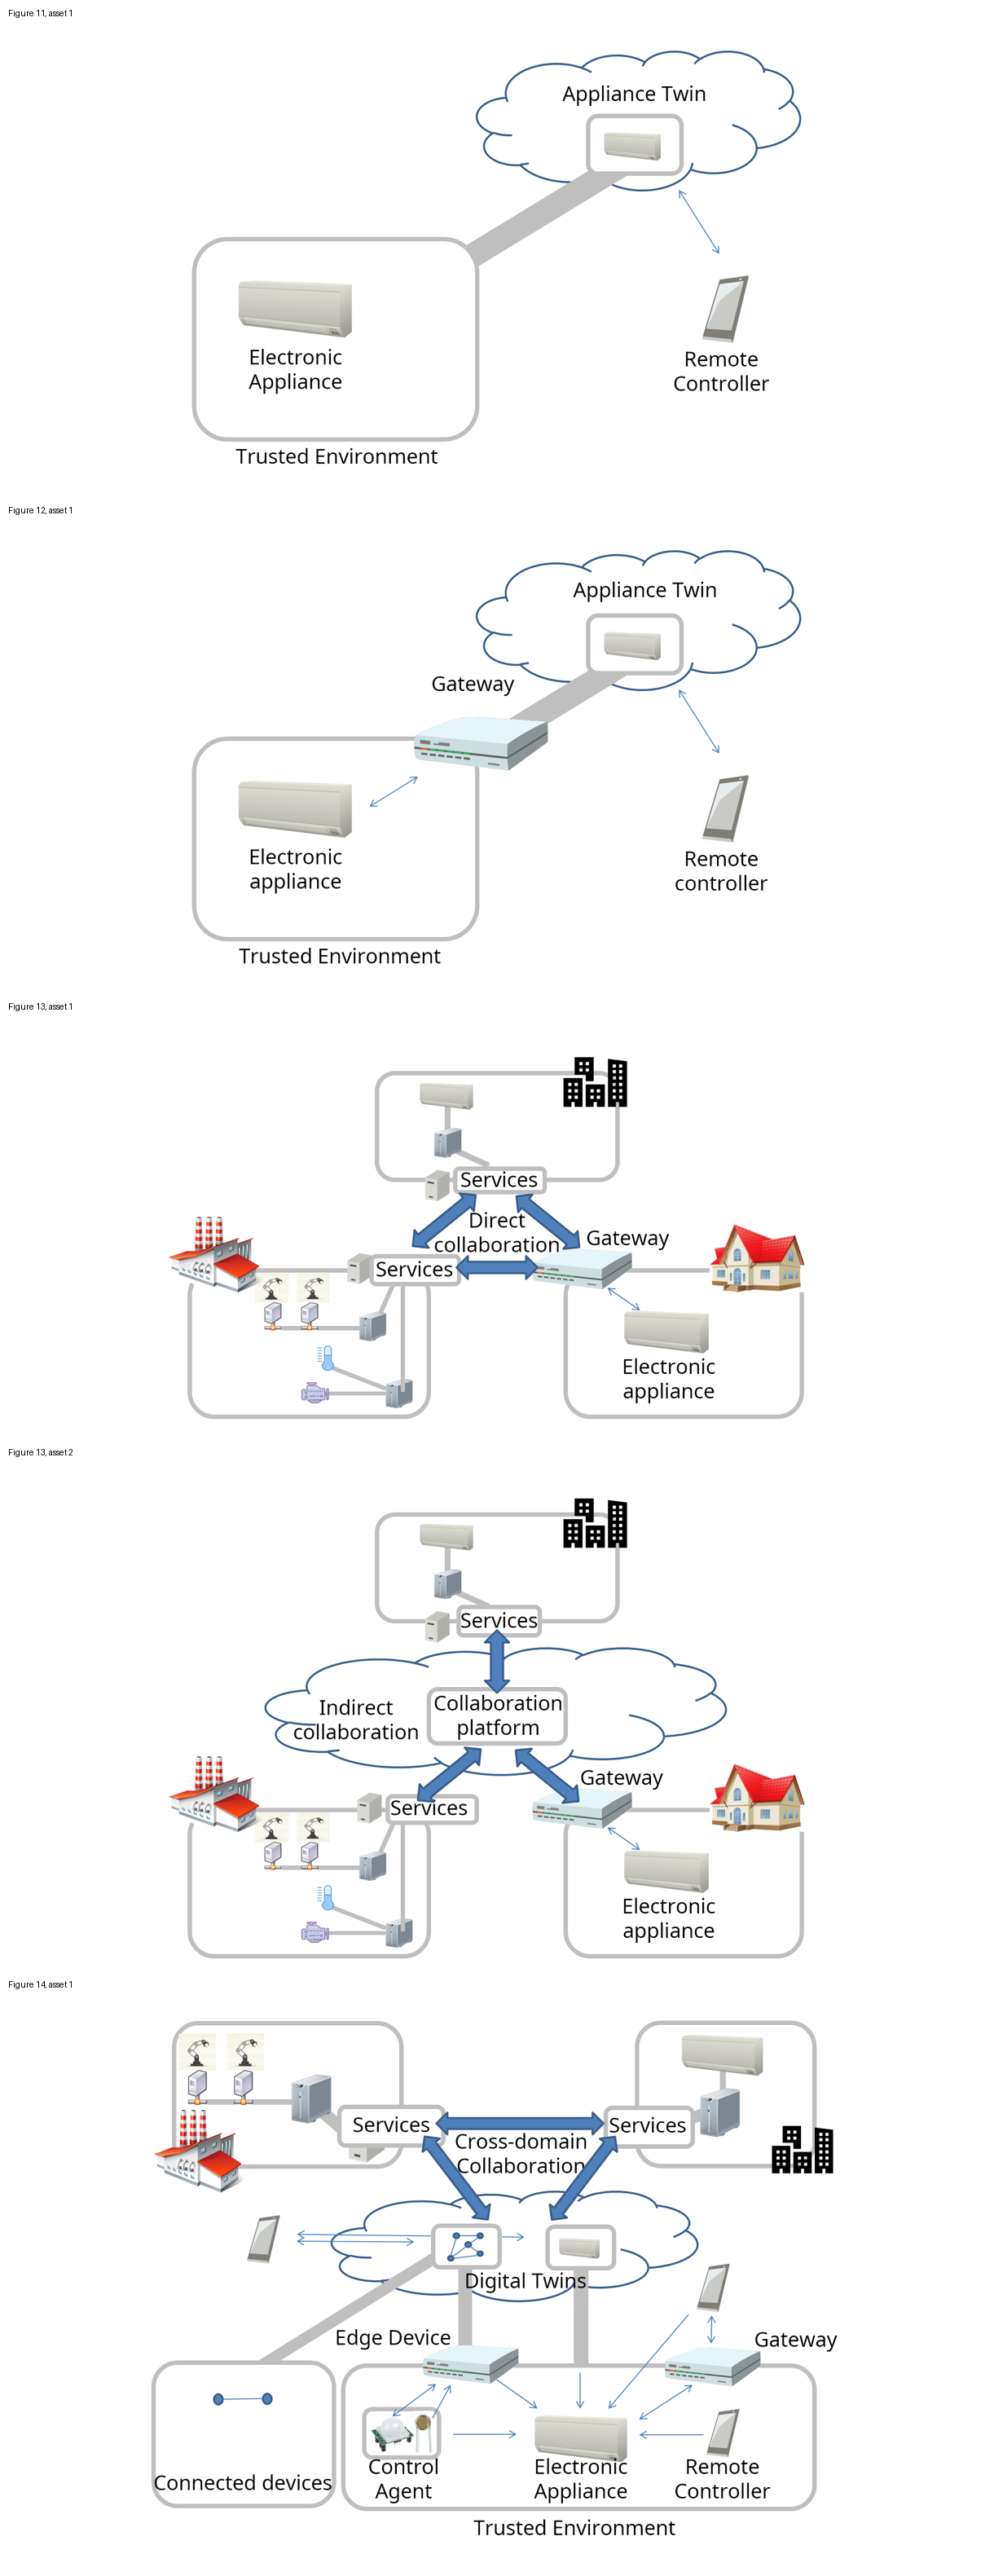 Figure 11, asset 1
Appliance Twin
Electronic
Appliance
Remote
Controller
Trusted Environment
Figure 12, asset 1
Appliance Twin
Gateway
Electronic
appliance
Remote
controller
Trusted Environment
Figure 13, asset 1
Services
Direct
collaboration
Gateway
Services
Electronic
appliance
Figure 13, asset 2
Services
Collaboration
platform
Indirect
collaboration
Gateway
Services
Electronic
appliance
Figure 14, asset 1
Services
Services
Cross-domain
Collaboration
Digital Twins
Edge Device
Gateway
Connected devices
Control
Agent
Electronic
Appliance
Remote
Controller
Trusted Environment